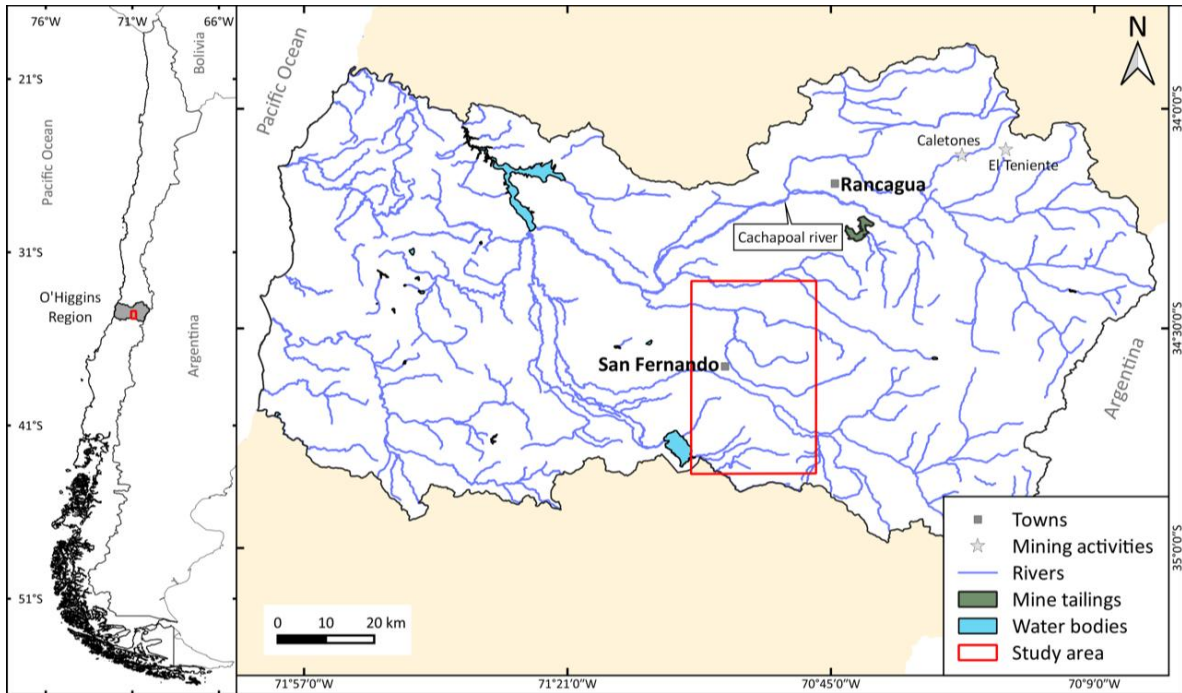 76°W 71°W 66°W
Bolivia
21°S
Pacific Ocean
31°S
O'Higgins
Region
Argentina
41°S
51°S
Pacific Ocean
N
34°0'0"S
Caletones
El Teniente
Rancagua
Cachapoal river
34°30'0"S
San Fernando
Argentina
35°0'0"S
Towns
Mining activities
Rivers
Mine tailings
Water bodies
Study area
0 10 20 km
71°57'0"W 71°21'0"W 70°45'0"W 70°9'0"W